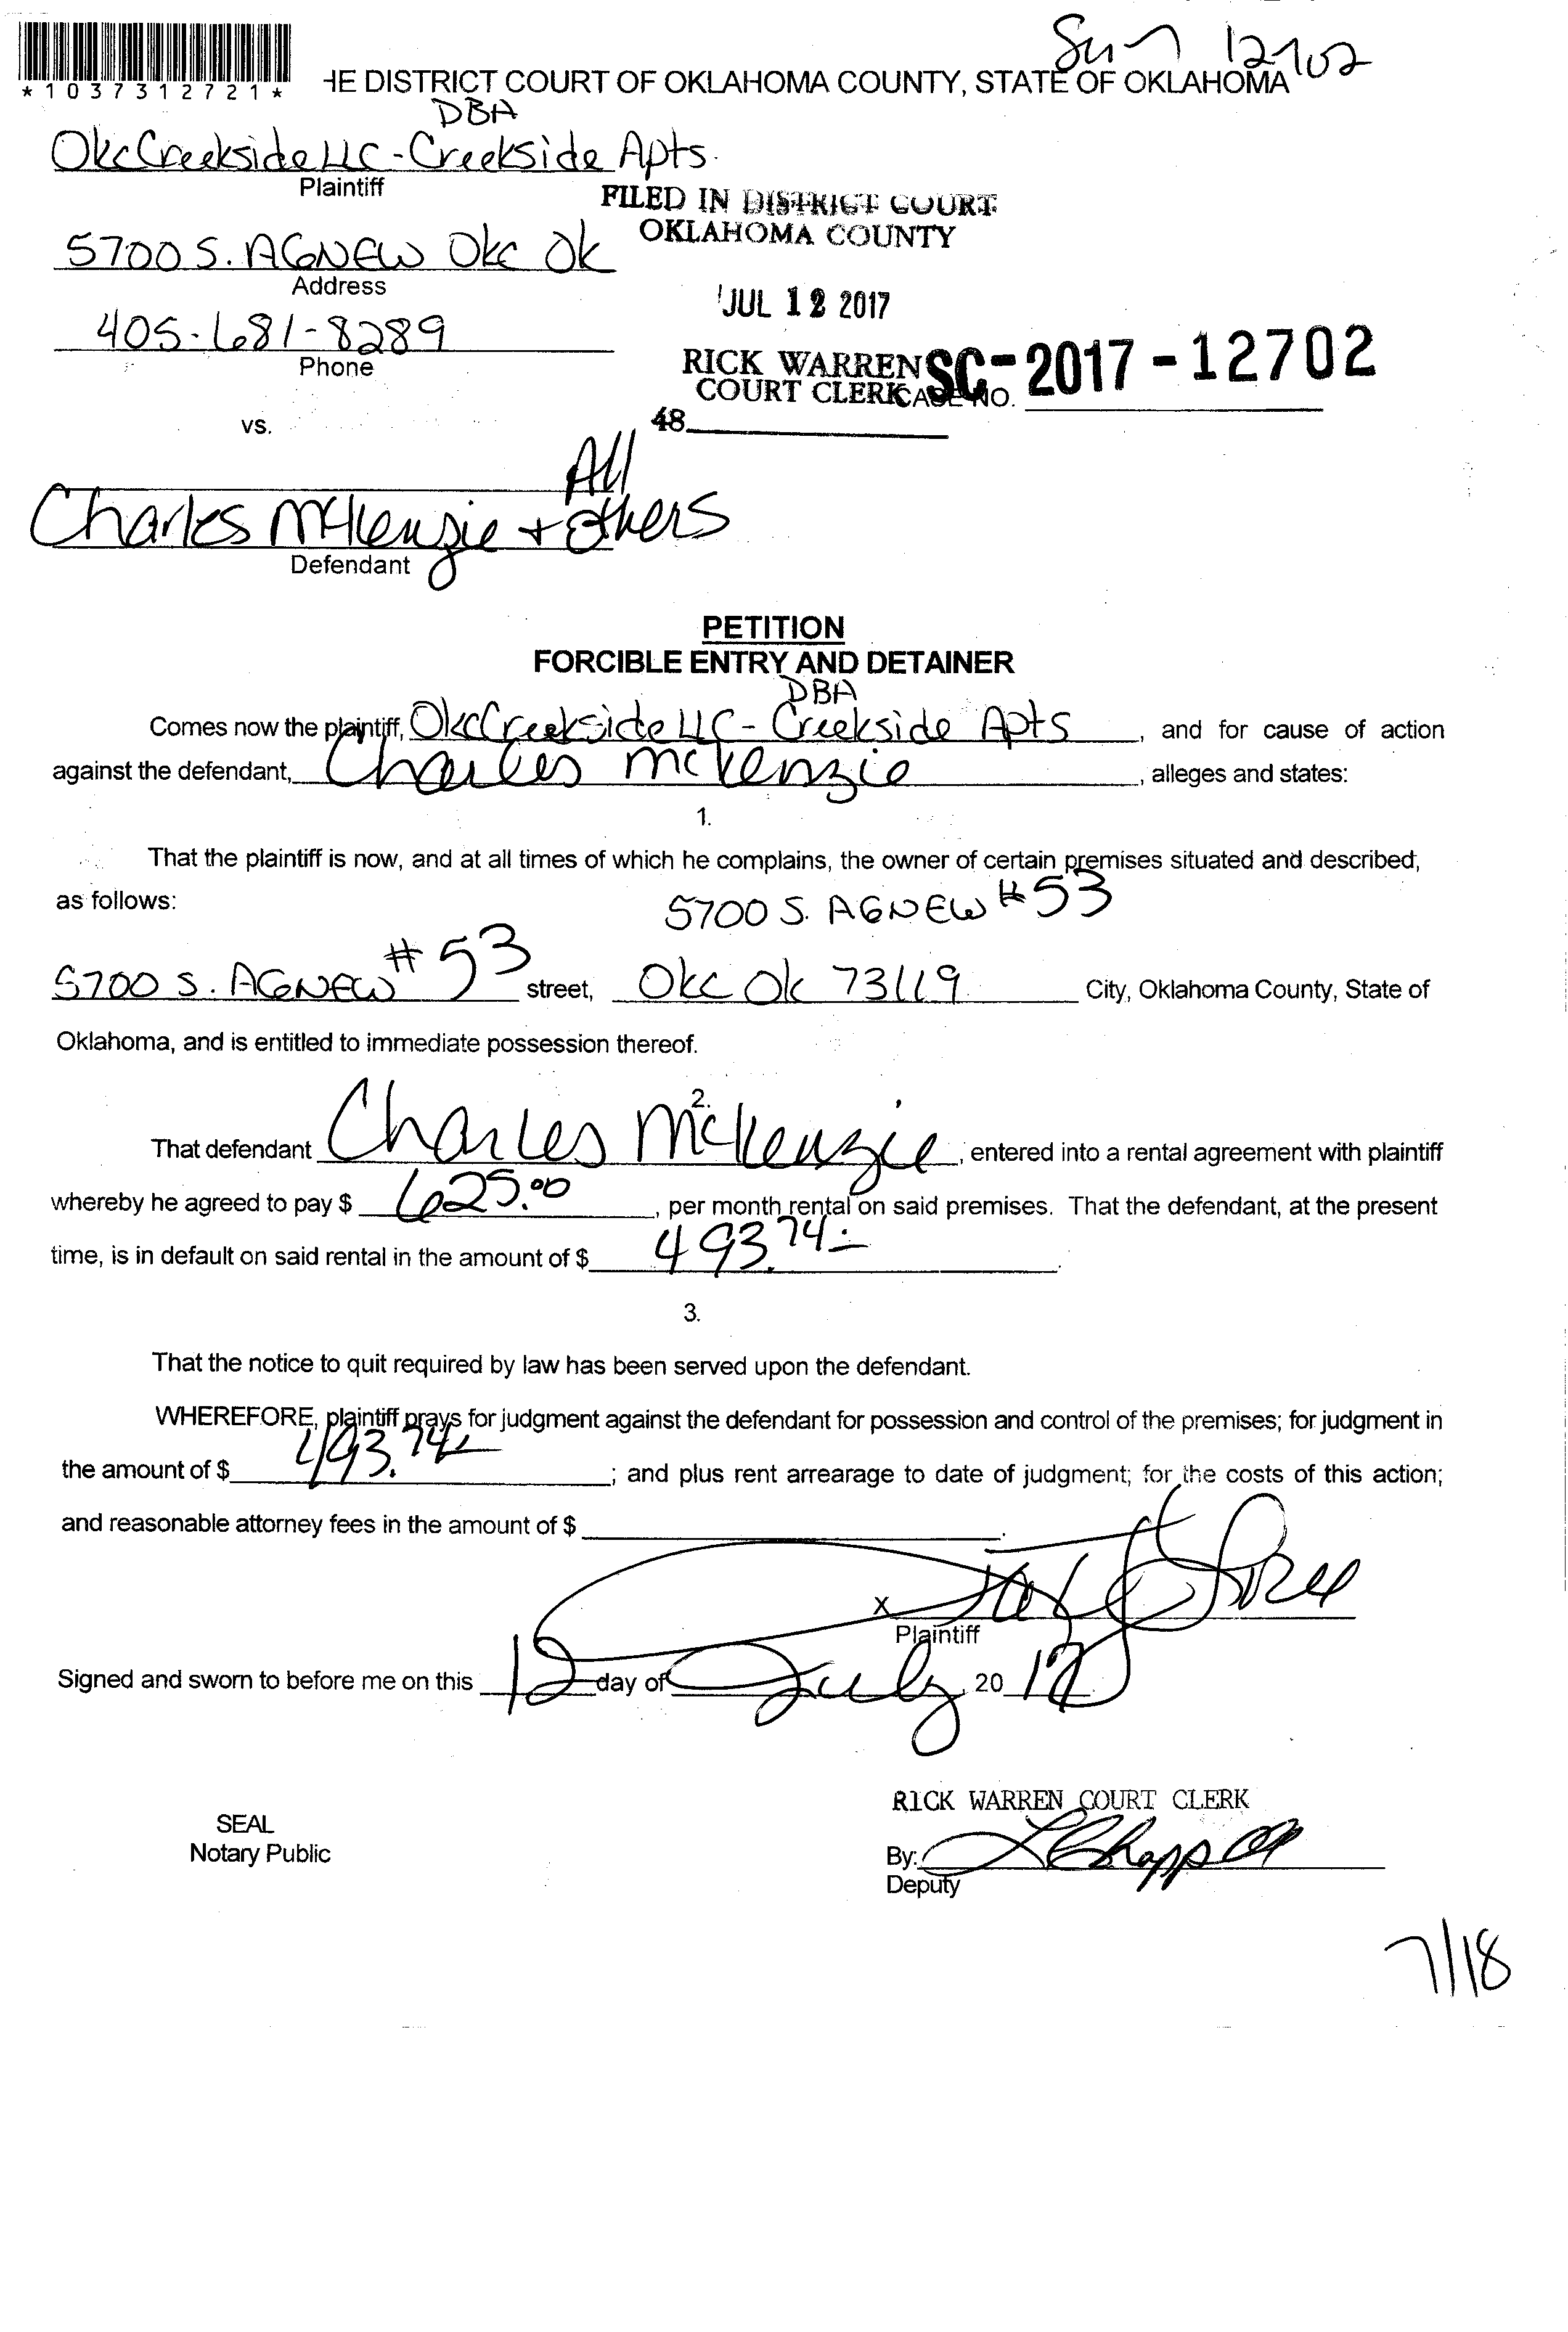 Sm 12702
*1037312721*
HE DISTRICT COURT OF OKLAHOMA COUNTY, STATE OF OKLAHOMA
DBA
OkcCreekside LLC - Creekside Apts.
Plaintiff
FILED IN DISTRICT COURT
OKLAHOMA COUNTY
5700 S. AGNEW Okc Ok
Address
JUL 12 2017
405-681-8289
Phone
RICK WARREN
COURT CLERK
CASE NO. SC-2017-12702
vs.
48
All
Charles McKenzie + others
Defendant
PETITION
FORCIBLE ENTRY AND DETAINER
DBA
Comes now the plaintiff, OkcCreekside LLC - Creekside Apts, and for cause of action
against the defendant, Charles McKenzie, alleges and states:
1.
That the plaintiff is now, and at all times of which he complains, the owner of certain premises situated and described,
as follows:
5700 S. AGNEW #53
5700 S. AGNEW #53 street, Okc Ok 73119 City, Oklahoma County, State of
Oklahoma, and is entitled to immediate possession thereof.
2.
That defendant Charles McKenzie, entered into a rental agreement with plaintiff
whereby he agreed to pay $ 625.00, per month rental on said premises. That the defendant, at the present
time, is in default on said rental in the amount of $ 493.74.
3.
That the notice to quit required by law has been served upon the defendant.
WHEREFORE, plaintiff prays for judgment against the defendant for possession and control of the premises; for judgment in
the amount of $ 493.74; and plus rent arrearage to date of judgment; for the costs of this action;
and reasonable attorney fees in the amount of $ .
X
Plaintiff
Signed and sworn to before me on this 12 day of July, 2017
RICK WARREN COURT CLERK
SEAL
Notary Public
By:
Deputy
7/18